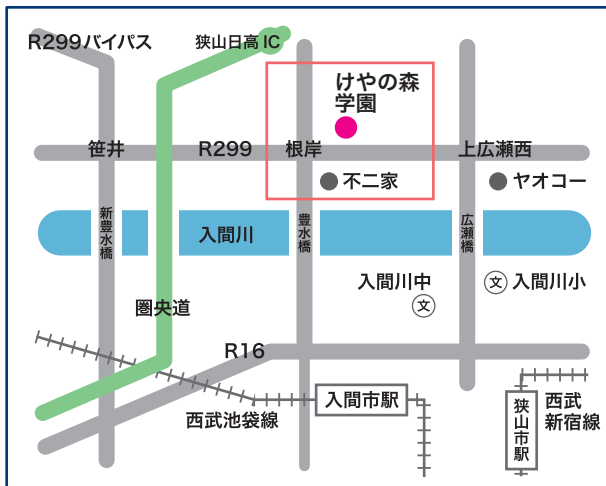 R299バイパス
狭山日高IC
けやの森
学園
笹井
R299
根岸
上広瀬西
不二家
ヤオコー
新豊水橋
入間川
豊水橋
広瀬橋
入間川中
文
文
入間川小
圏央道
R16
西武池袋線
入間市駅
狭山市駅
西武
新宿線